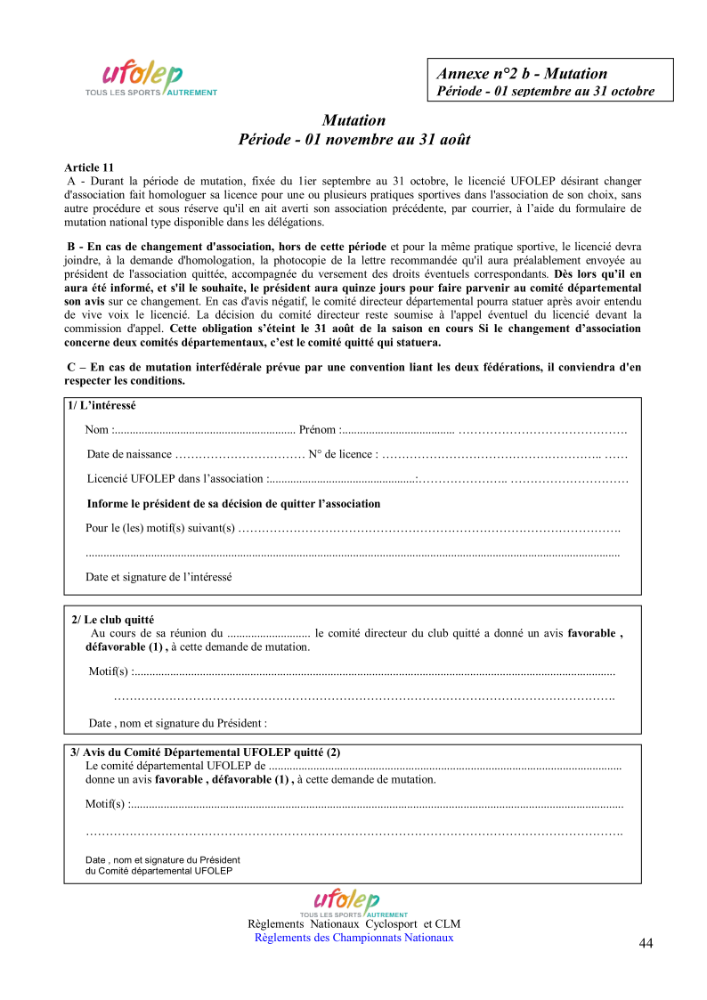 ufolep
TOUS LES SPORTS AUTREMENT
Annexe n°2 b - Mutation
Période - 01 septembre au 31 octobre
Mutation
Période - 01 novembre au 31 août
Article 11
A - Durant la période de mutation, fixée du 1ier septembre au 31 octobre, le licencié UFOLEP désirant changer
d'association fait homologuer sa licence pour une ou plusieurs pratiques sportives dans l'association de son choix, sans
autre procédure et sous réserve qu'il en ait averti son association précédente, par courrier, à l’aide du formulaire de
mutation national type disponible dans les délégations.
B - En cas de changement d'association, hors de cette période et pour la même pratique sportive, le licencié devra
joindre, à la demande d'homologation, la photocopie de la lettre recommandée qu'il aura préalablement envoyée au
président de l'association quittée, accompagnée du versement des droits éventuels correspondants. Dès lors qu’il en
aura été informé, et s'il le souhaite, le président aura quinze jours pour faire parvenir au comité départemental
son avis sur ce changement. En cas d'avis négatif, le comité directeur départemental pourra statuer après avoir entendu
de vive voix le licencié. La décision du comité directeur reste soumise à l'appel éventuel du licencié devant la
commission d'appel. Cette obligation s’éteint le 31 août de la saison en cours Si le changement d’association
concerne deux comités départementaux, c’est le comité quitté qui statuera.
C – En cas de mutation interfédérale prévue par une convention liant les deux fédérations, il conviendra d'en
respecter les conditions.
1/ L’intéressé
Nom :............................................................. Prénom :...................................... …………………………………….
Date de naissance …………………………… N° de licence : ……………………………………………….. ……
Licencié UFOLEP dans l’association :.................................................:………………….. …………………………
Informe le président de sa décision de quitter l’association
Pour le (les) motif(s) suivant(s) …………………………………………………………………………………….
....................................................................................................................................................................................
Date et signature de l’intéressé
2/ Le club quitté
Au cours de sa réunion du ............................ le comité directeur du club quitté a donné un avis favorable ,
défavorable (1) , à cette demande de mutation.
Motif(s) :..................................................................................................................................................................
……………………………………………………………………………………………………………….
Date , nom et signature du Président :
3/ Avis du Comité Départemental UFOLEP quitté (2)
Le comité départemental UFOLEP de .......................................................................................................................
donne un avis favorable , défavorable (1) , à cette demande de mutation.
Motif(s) :......................................................................................................................................................................
……………………………………………………………………………………………………………………….
Date , nom et signature du Président
du Comité départemental UFOLEP
ufolep
TOUS LES SPORTS AUTREMENT
Règlements Nationaux Cyclosport et CLM
Règlements des Championnats Nationaux
44